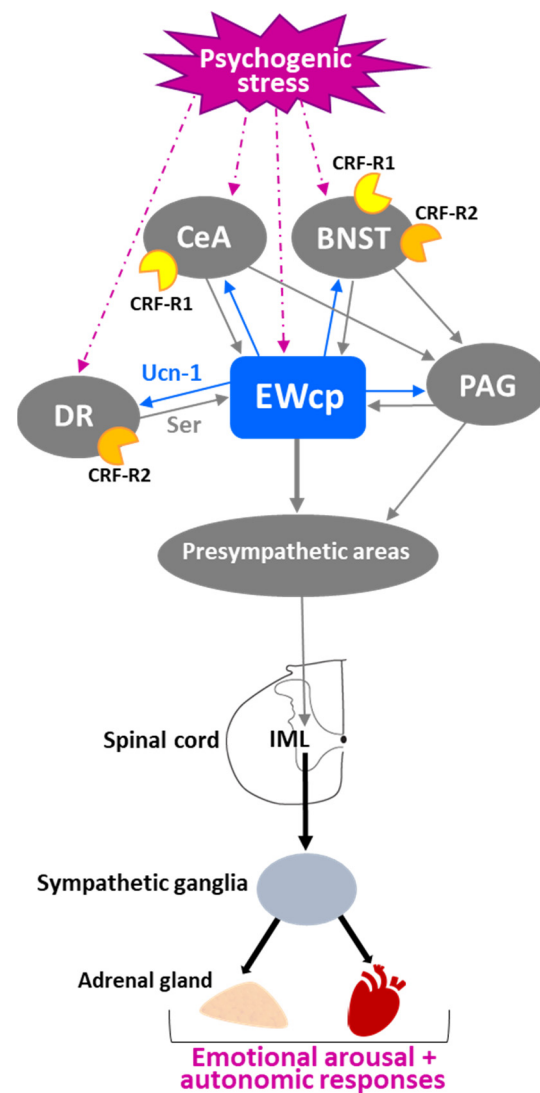 Psychogenic
stress
CRF-R1
CRF-R2
CeA
BNST
CRF-R1
Ucn-1
EWcp
PAG
DR
Ser
CRF-R2
Presympathetic areas
Spinal cord
IML
Sympathetic ganglia
Adrenal gland
Emotional arousal +
autonomic responses